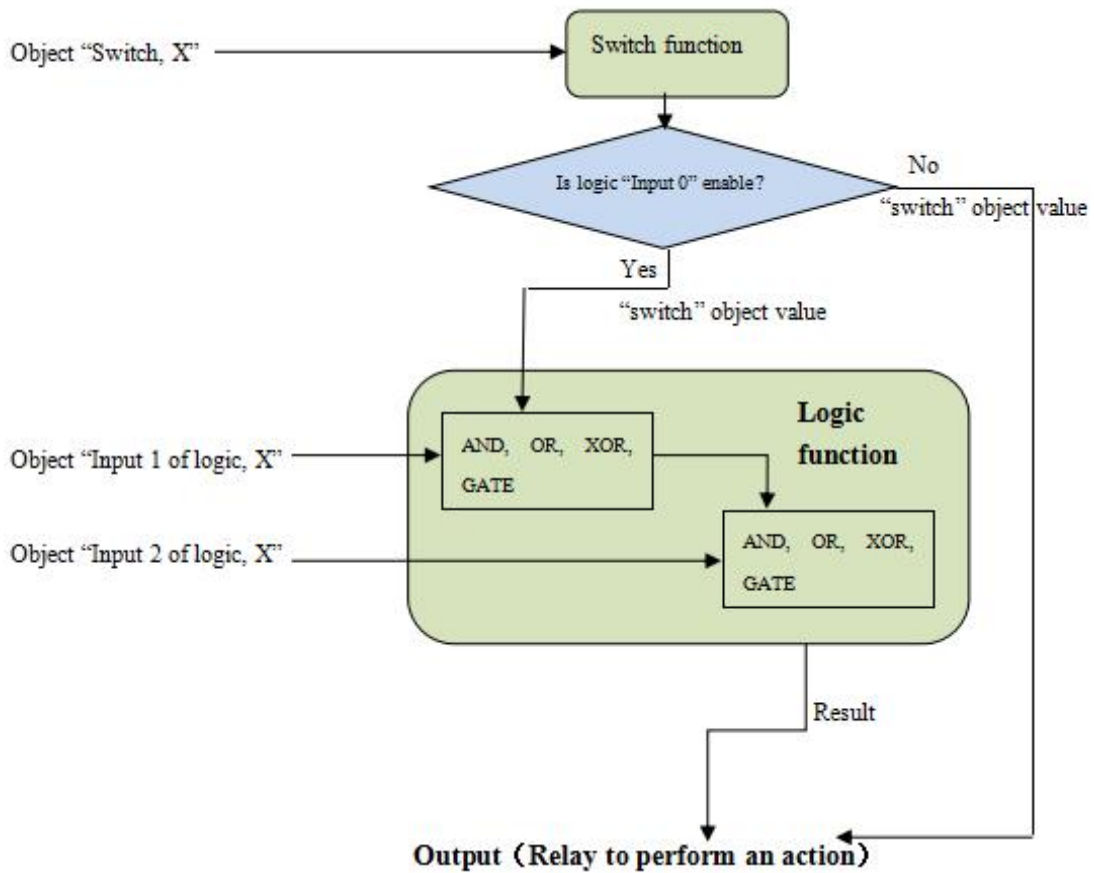 Object “Switch, X”
Switch function
Is logic “Input 0” enable?
No
“switch” object value
Yes
“switch” object value
Logic
function
Object “Input 1 of logic, X”
AND, OR, XOR,
GATE
Object “Input 2 of logic, X”
AND, OR, XOR,
GATE
Result
Output（Relay to perform an action）